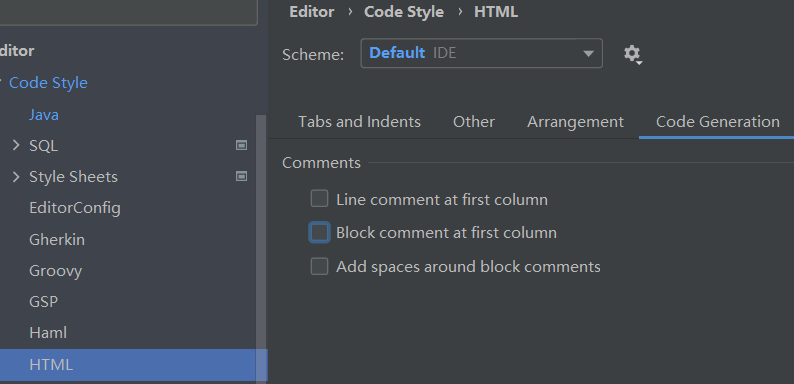 Editor › Code Style › HTML
Scheme: Default IDE
Tabs and Indents Other Arrangement Code Generation
Comments
Line comment at first column
Block comment at first column
Add spaces around block comments
ditor
Code Style
Java
SQL
Style Sheets
EditorConfig
Gherkin
Groovy
GSP
Haml
HTML